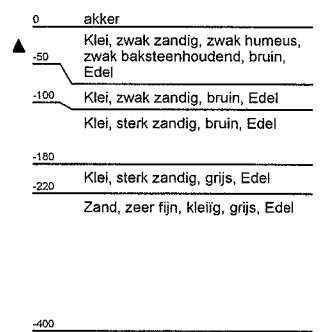 0 akker
Klei, zwak zandig, zwak humeus,
-50 zwak baksteenhoudend, bruin,
Edel
-100 Klei, zwak zandig, bruin, Edel
Klei, sterk zandig, bruin, Edel
-180
Klei, sterk zandig, grijs, Edel
-220
Zand, zeer fijn, kleiïg, grijs, Edel
-400